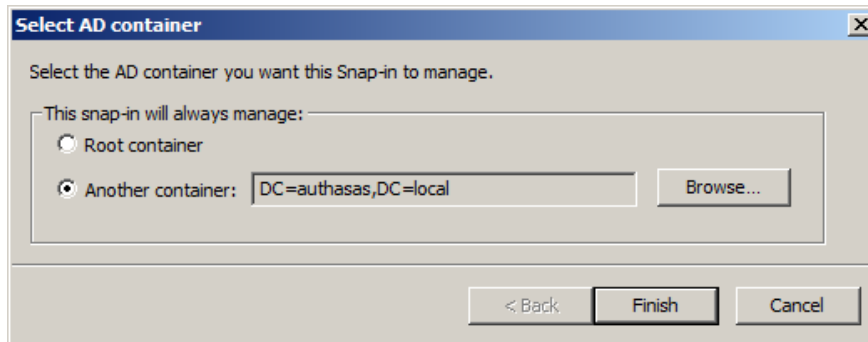 Select AD container
Select the AD container you want this Snap-in to manage.
This snap-in will always manage:
Root container
Another container: DC=authasas,DC=local Browse...
< Back Finish Cancel